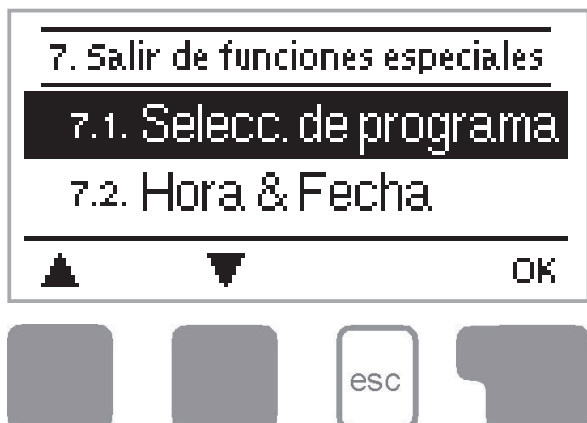 7. Salir de funciones especiales
7.1. Selecc. de programa
7.2. Hora & Fecha
▲ ▼ OK
esc